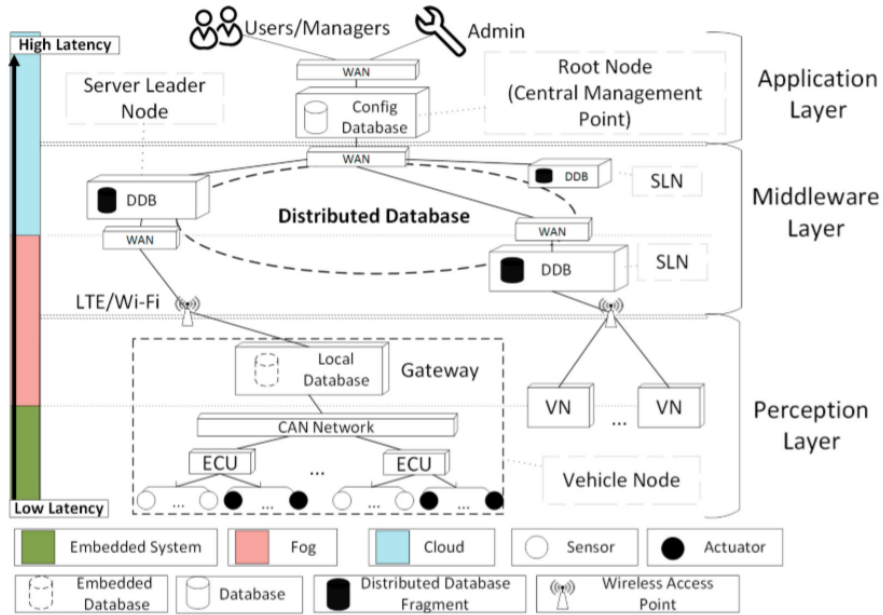 Users/Managers
Admin
High Latency
WAN
Server Leader
Node
Config
Database
Root Node
(Central Management
Point)
Application
Layer
WAN
DDB
DDB
SLN
Distributed Database
Middleware
Layer
WAN
WAN
DDB
SLN
LTE/Wi-Fi
Local
Database
Gateway
VN
...
VN
CAN Network
Perception
Layer
ECU
...
ECU
Vehicle Node
...
...
...
...
Low Latency
Embedded System
Fog
Cloud
Sensor
Actuator
Embedded
Database
Database
Distributed Database
Fragment
Wireless Access
Point